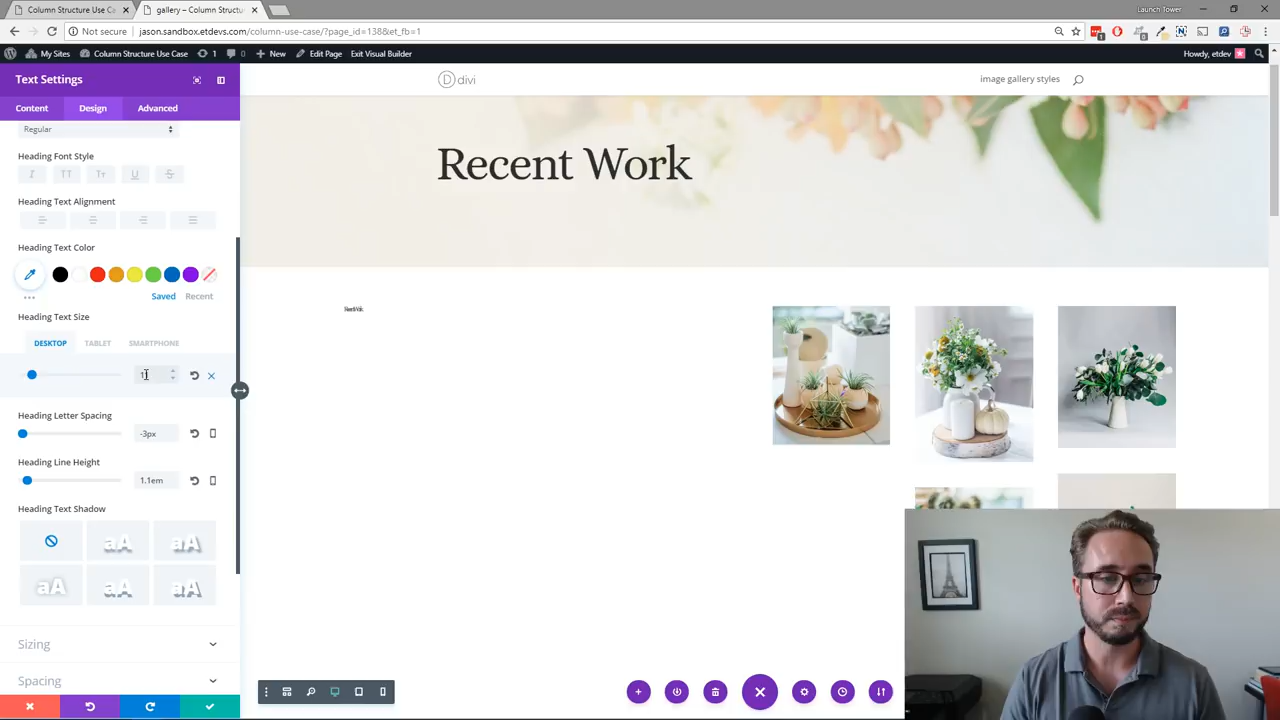 Column Structure Use Ca
gallery – Column Structu
Launch Tower
Not secure
jason.sandbox.etdevs.com/column-use-case/?page_id=138&et_fb=1
My Sites
Column Structure Use Case
1
0
New
Edit Page
Exit Visual Builder
Howdy, etdev
Text Settings
Content
Design
Advanced
divi
image gallery styles
Recent Work
Regular
Heading Font Style
I TT Tт U S
Heading Text Alignment
Heading Text Color
Saved
Recent
Heading Text Size
DESKTOP
TABLET
SMARTPHONE
Heading Letter Spacing
-3px
Heading Line Height
1.1em
Heading Text Shadow
aA aA
aA aA aA
Sizing
Spacing